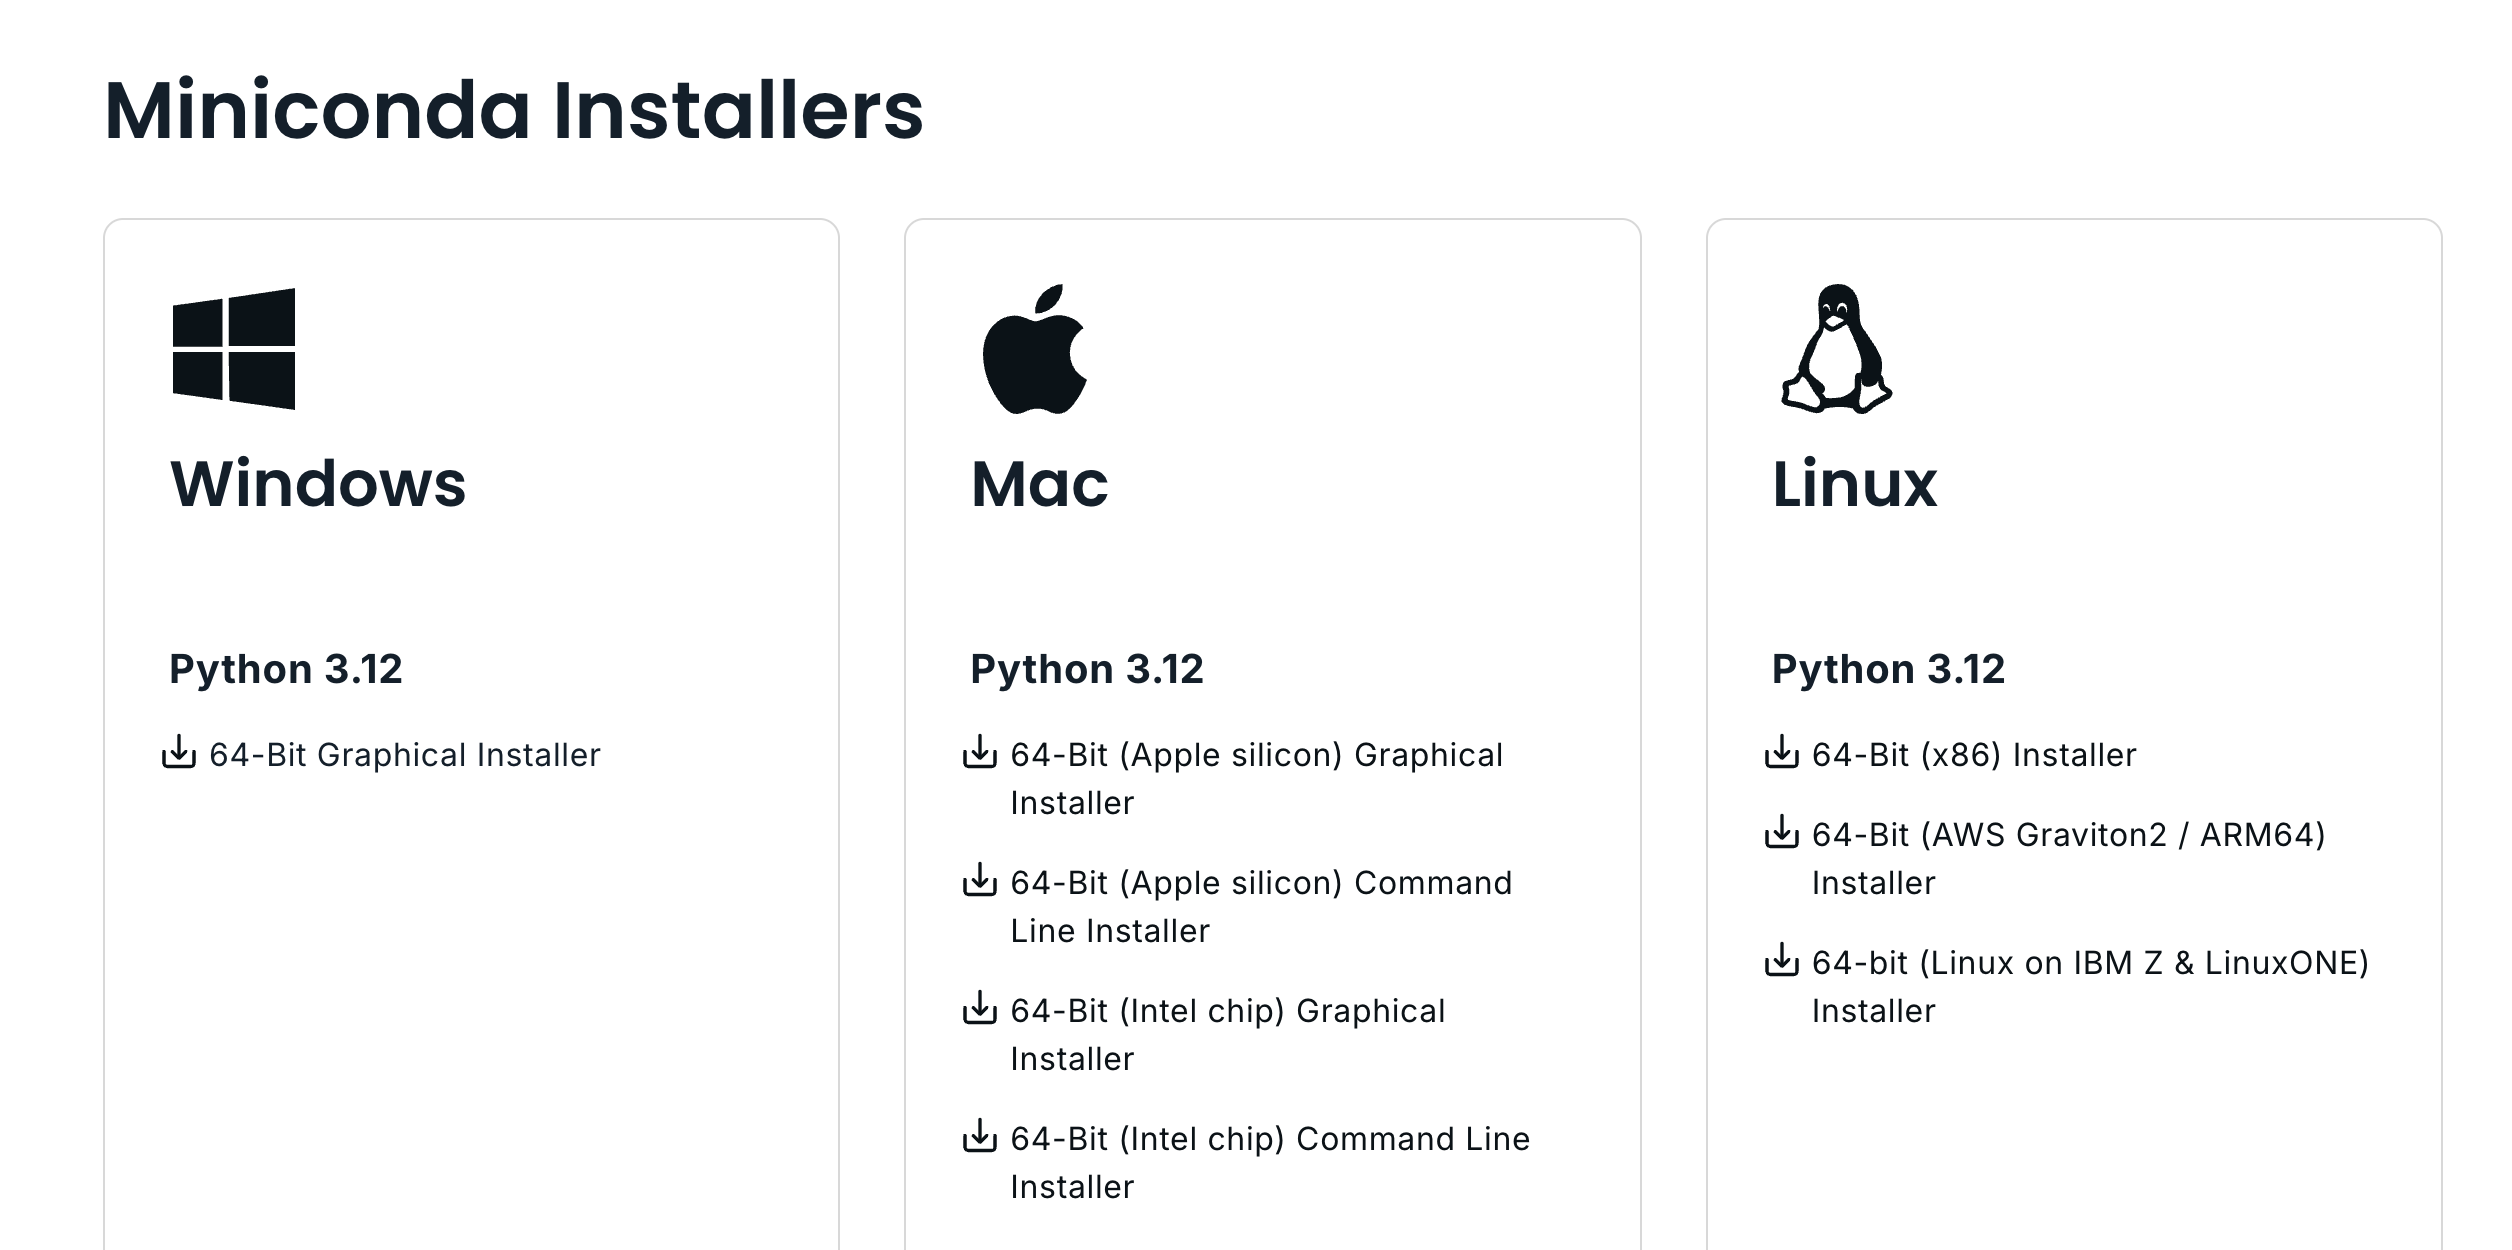 Miniconda Installers
Windows
Python 3.12
64-Bit Graphical Installer
Mac
Python 3.12
64-Bit (Apple silicon) Graphical
Installer
64-Bit (Apple silicon) Command
Line Installer
64-Bit (Intel chip) Graphical
Installer
64-Bit (Intel chip) Command Line
Installer
Linux
Python 3.12
64-Bit (x86) Installer
64-Bit (AWS Graviton2 / ARM64)
Installer
64-bit (Linux on IBM Z & LinuxONE)
Installer